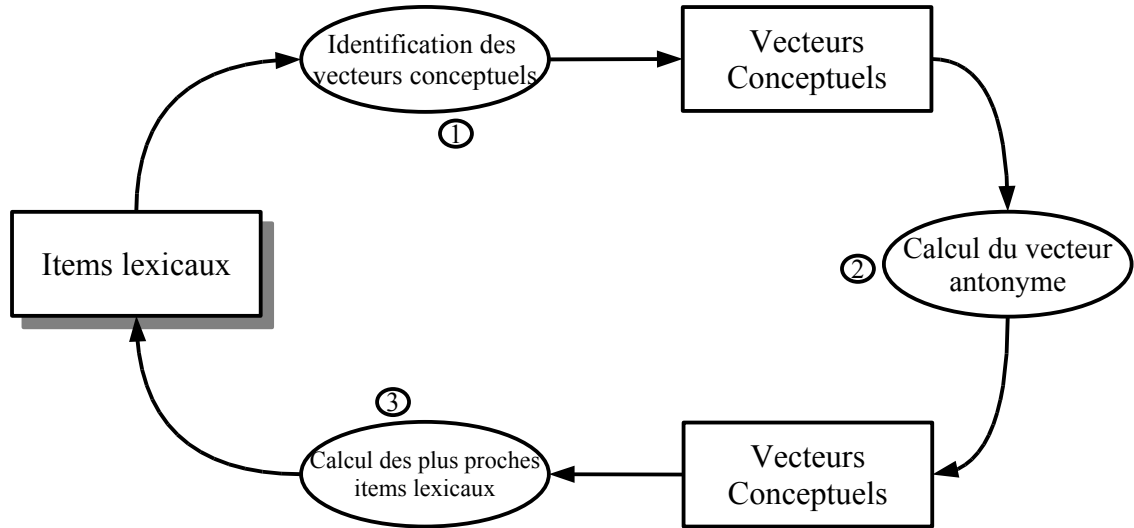 Identification des
vecteurs conceptuels
1
Vecteurs
Conceptuels
Items lexicaux
2
Calcul du vecteur
antonyme
3
Calcul des plus proches
items lexicaux
Vecteurs
Conceptuels